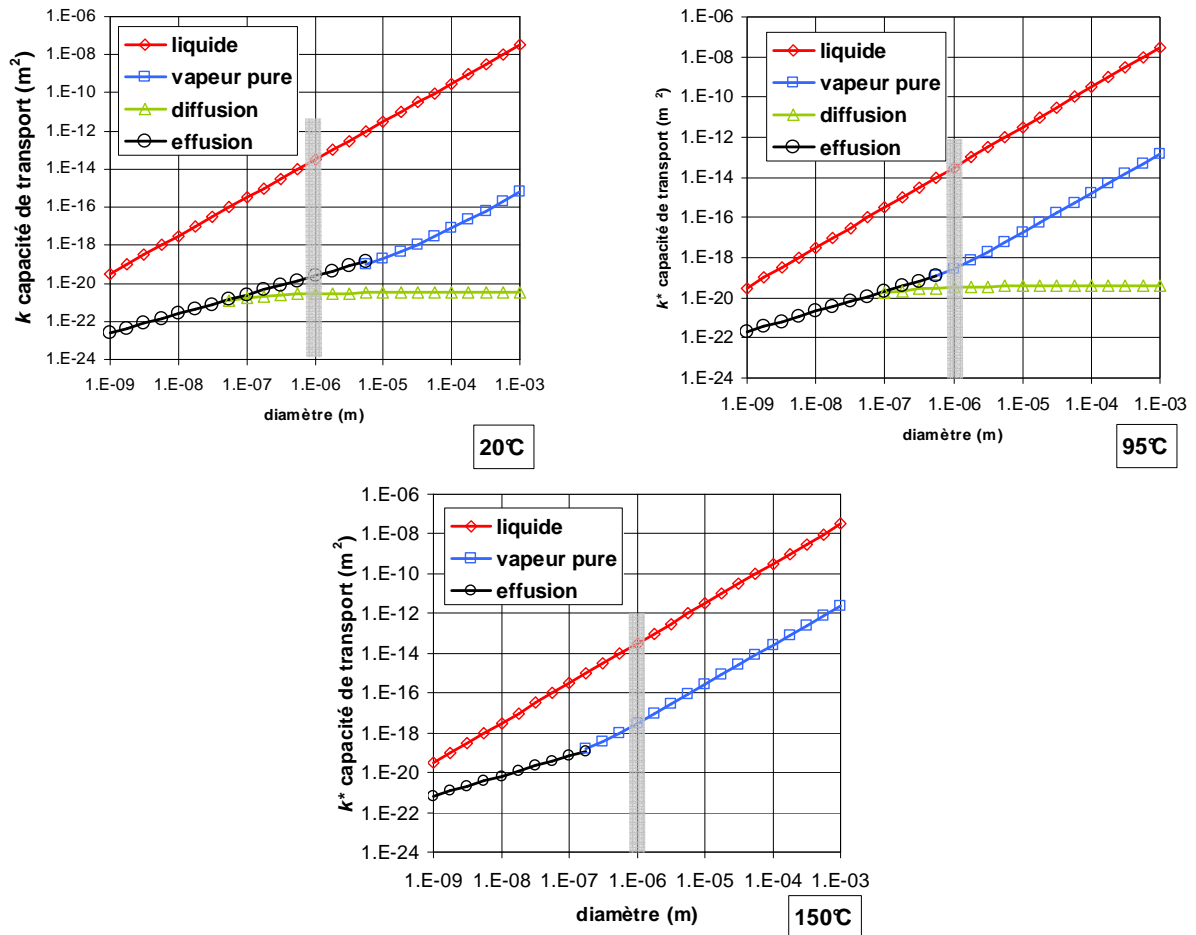 k capacité de transport (m²)
1.E-06
1.E-08
1.E-10
1.E-12
1.E-14
1.E-16
1.E-18
1.E-20
1.E-22
1.E-24
liquide
vapeur pure
diffusion
effusion
1.E-09 1.E-08 1.E-07 1.E-06 1.E-05 1.E-04 1.E-03
diamètre (m)
20℃
k* capacité de transport (m²)
1.E-06
1.E-08
1.E-10
1.E-12
1.E-14
1.E-16
1.E-18
1.E-20
1.E-22
1.E-24
liquide
vapeur pure
diffusion
effusion
1.E-09 1.E-08 1.E-07 1.E-06 1.E-05 1.E-04 1.E-03
diamètre (m)
95℃
k* capacité de transport (m²)
1.E-06
1.E-08
1.E-10
1.E-12
1.E-14
1.E-16
1.E-18
1.E-20
1.E-22
1.E-24
liquide
vapeur pure
effusion
1.E-09 1.E-08 1.E-07 1.E-06 1.E-05 1.E-04 1.E-03
diamètre (m)
150℃